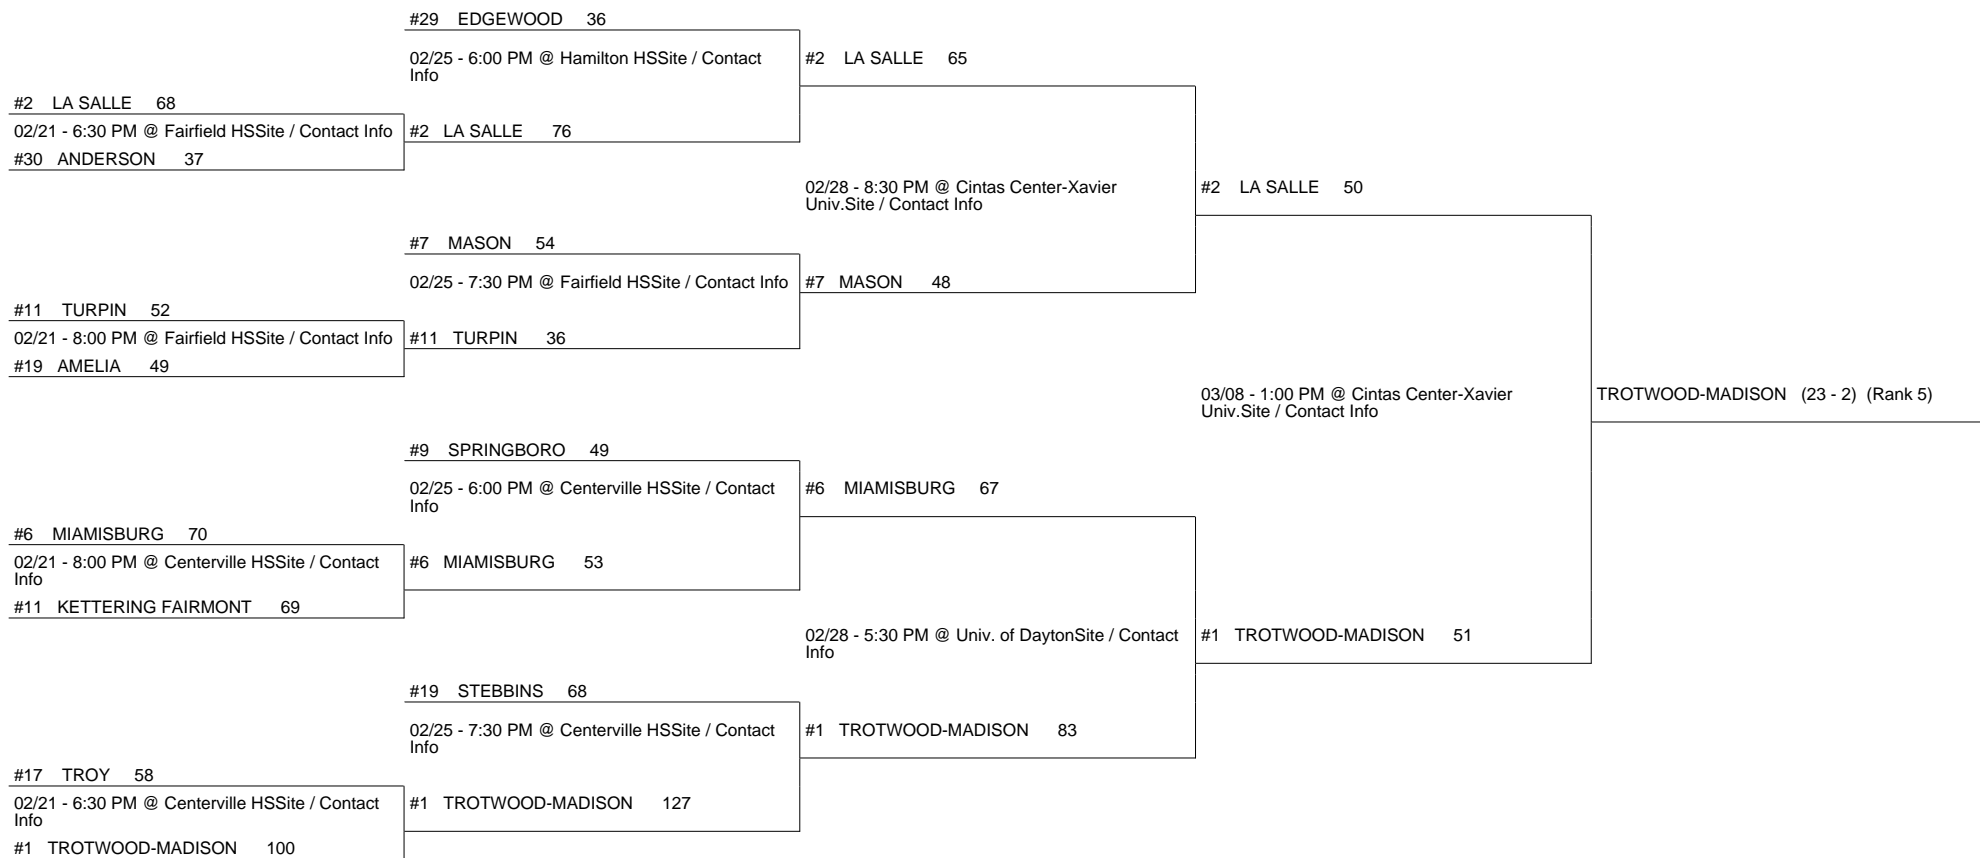 #29 EDGEWOOD 36
02/25 - 6:00 PM @ Hamilton HSSite / Contact
Info
#2 LA SALLE 65
#2 LA SALLE 68
02/21 - 6:30 PM @ Fairfield HSSite / Contact Info
#2 LA SALLE 76
#30 ANDERSON 37
02/28 - 8:30 PM @ Cintas Center-Xavier
Univ.Site / Contact Info
#2 LA SALLE 50
#7 MASON 54
02/25 - 7:30 PM @ Fairfield HSSite / Contact Info
#7 MASON 48
#11 TURPIN 52
02/21 - 8:00 PM @ Fairfield HSSite / Contact Info
#11 TURPIN 36
#19 AMELIA 49
03/08 - 1:00 PM @ Cintas Center-Xavier
Univ.Site / Contact Info
TROTWOOD-MADISON (23 - 2) (Rank 5)
#9 SPRINGBORO 49
02/25 - 6:00 PM @ Centerville HSSite / Contact
Info
#6 MIAMISBURG 67
#6 MIAMISBURG 70
02/21 - 8:00 PM @ Centerville HSSite / Contact
Info
#6 MIAMISBURG 53
#11 KETTERING FAIRMONT 69
02/28 - 5:30 PM @ Univ. of DaytonSite / Contact
Info
#1 TROTWOOD-MADISON 51
#19 STEBBINS 68
02/25 - 7:30 PM @ Centerville HSSite / Contact
Info
#1 TROTWOOD-MADISON 83
#17 TROY 58
02/21 - 6:30 PM @ Centerville HSSite / Contact
Info
#1 TROTWOOD-MADISON 127
#1 TROTWOOD-MADISON 100